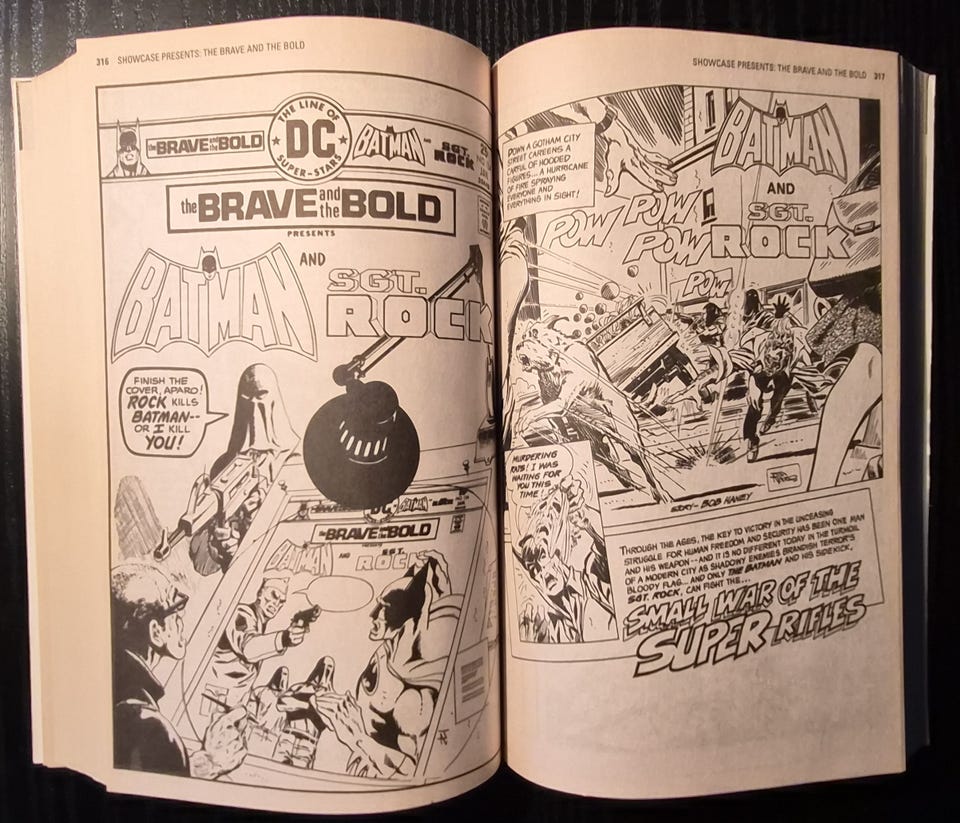 316 SHOWCASE PRESENTS: THE BRAVE AND THE BOLD
the BRAVE and the BOLD
THE LINE OF
DC
SUPER-STARS
BATMAN
AND
SGT.
ROCK
the BRAVE and the BOLD
PRESENTS
BATMAN
AND
SGT.
ROCK
FINISH THE
COVER, APARO!
ROCK KILLS
BATMAN--
OR I KILL
YOU!
DC
BATMAN
the BRAVE and the BOLD
BATMAN
AND
SGT.
ROCK
SHOWCASE PRESENTS: THE BRAVE AND THE BOLD 317
DOWN A GOTHAM CITY
STREET CAREENS A
CARFUL OF HOODED
FIGURES... A HURRICANE
OF FIRE SPRAYING
EVERYONE AND
EVERYTHING IN SIGHT!
BATMAN
AND
SGT.
ROCK
POW
POW
POW
POW
MURDERING
RATS! I WAS
WAITING FOR
YOU THIS
TIME!
STORY-- BOB HANEY
THROUGH THE AGES, THE KEY TO VICTORY IN THE UNCEASING
STRUGGLE FOR HUMAN FREEDOM AND SECURITY HAS BEEN ONE MAN
AND HIS WEAPON-- AND IT IS NO DIFFERENT TODAY IN THE TURMOIL
OF A MODERN CITY AS SHADOWY ENEMIES BRANDISH TERROR'S
BLOODY FLAG... AND ONLY THE BATMAN AND HIS SIDEKICK,
SGT. ROCK, CAN FIGHT THE...
SMALL WAR OF THE
SUPER RIFLES